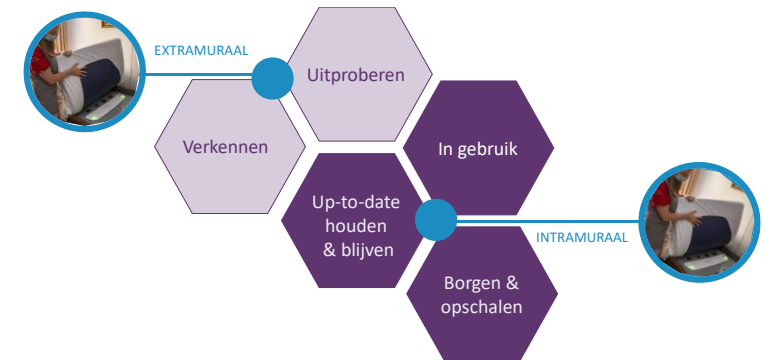 EXTRAMURAAL
Uitproberen
Verkennen
In gebruik
Up-to-date
houden
& blijven
INTRAMURAAL
Borgen &
opschalen